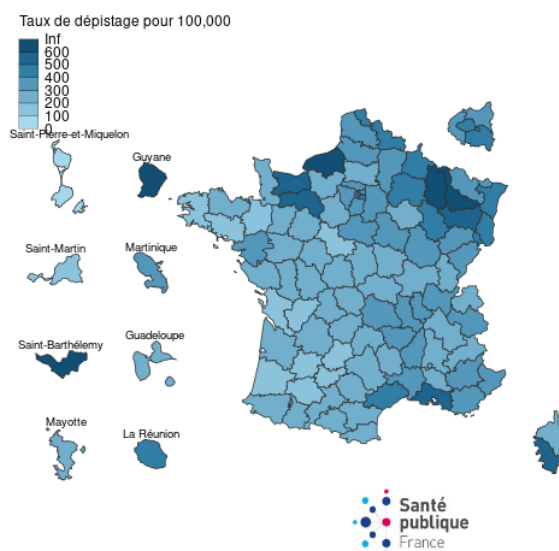 Taux de dépistage pour 100,000
Inf
600
500
400
300
200
100
0
Saint-Pierre-et-Miquelon
Guyane
Saint-Martin
Martinique
Saint-Barthélemy
Guadeloupe
Mayotte
La Réunion
Santé
publique
France